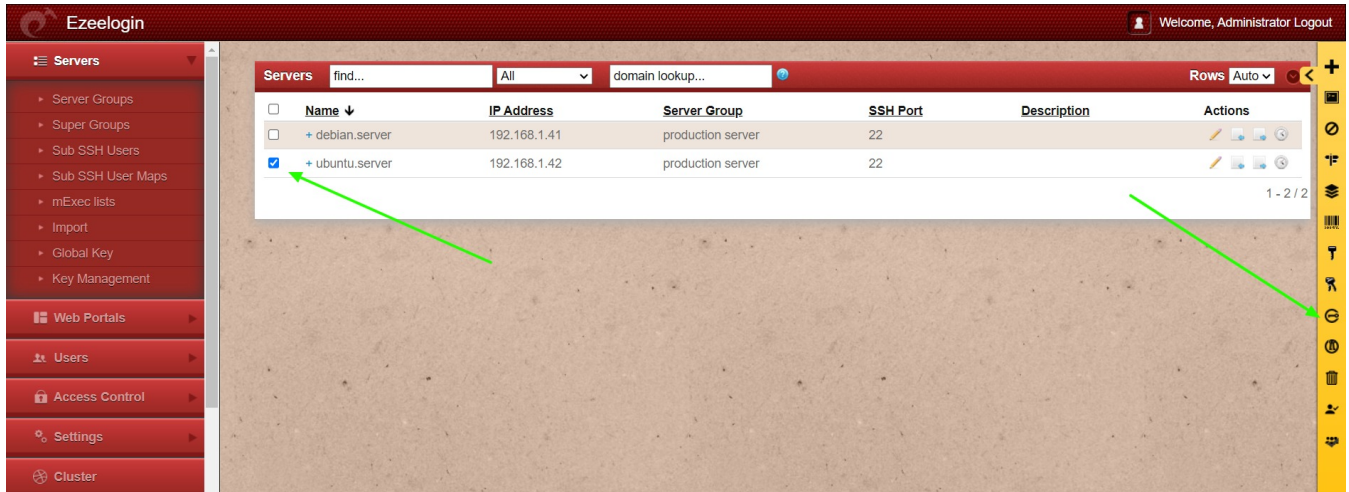 Ezeelogin
Welcome, Administrator Logout
Servers
Server Groups
Super Groups
Sub SSH Users
Sub SSH User Maps
mExec lists
Import
Global Key
Key Management
Web Portals
Users
Access Control
Settings
Cluster
Servers find... All domain lookup... Rows Auto
Name IP Address Server Group SSH Port Description Actions
+ debian.server 192.168.1.41 production server 22
+ ubuntu.server 192.168.1.42 production server 22
1 - 2 / 2